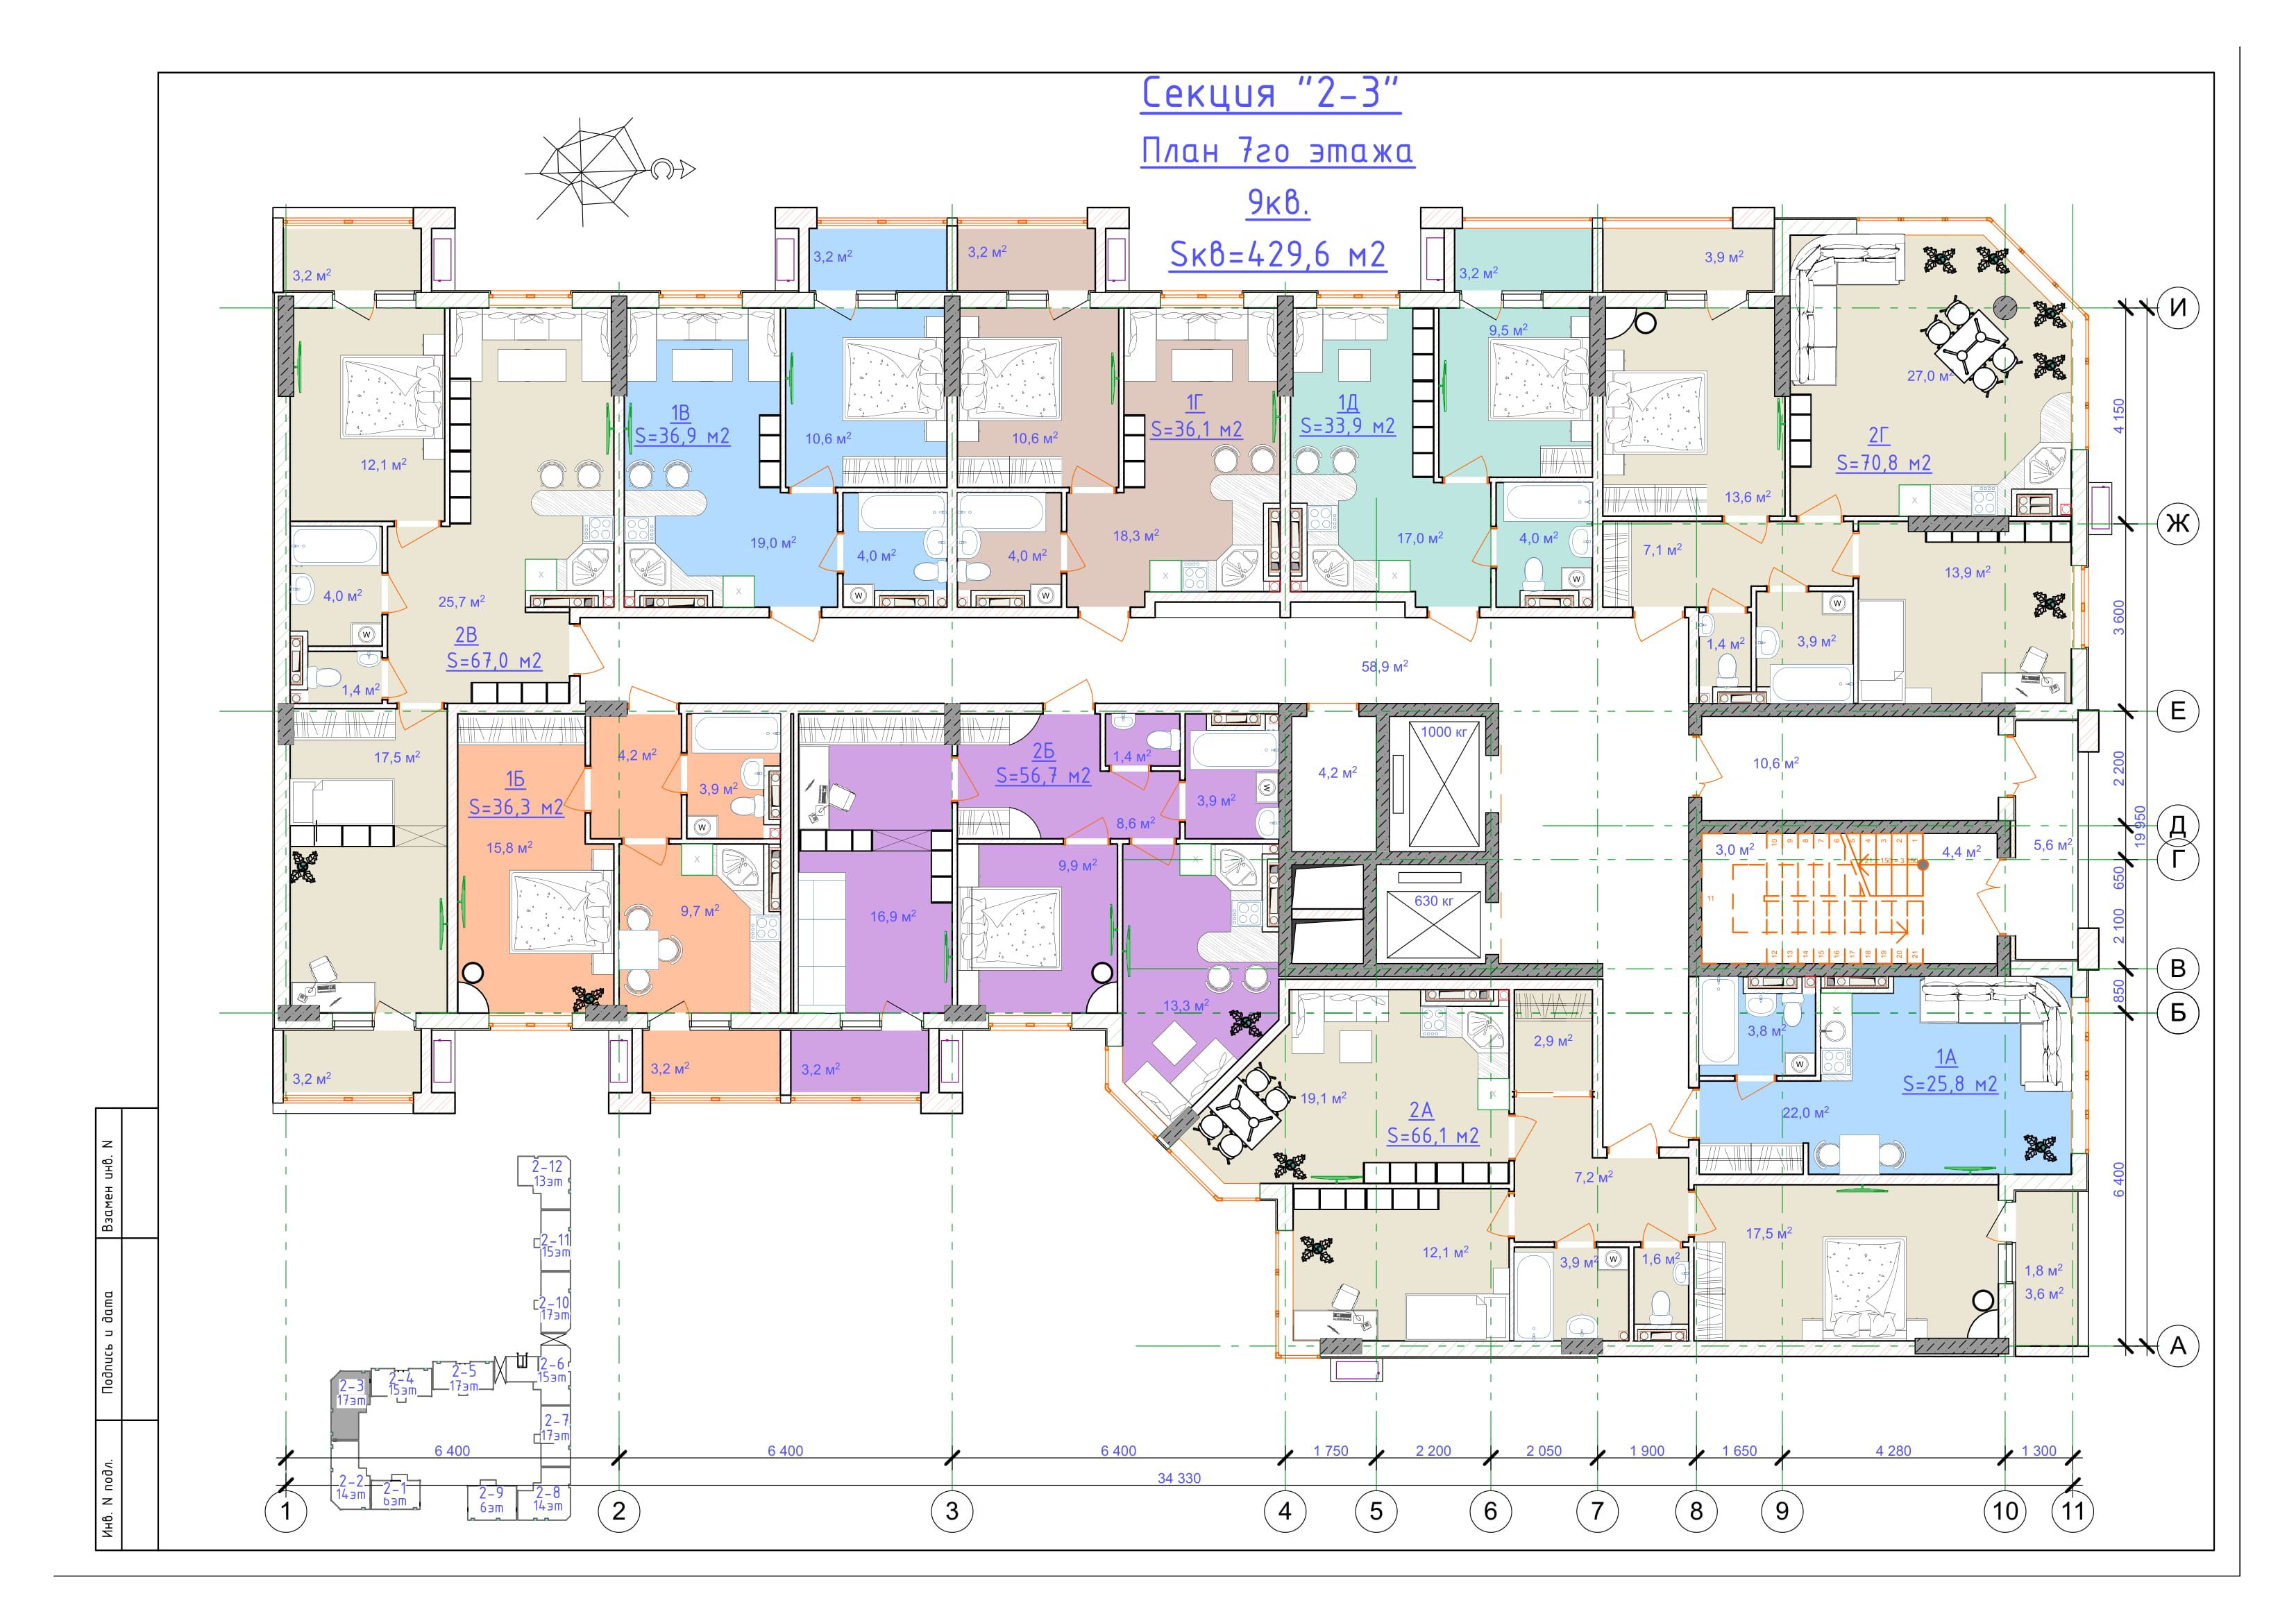 Секция "2-3"
План 7го этажа
9кв.
Sкв=429,6 м2
3,2 м²
3,2 м²
3,2 м²
3,2 м²
3,9 м²
И
12,1 м²
1В
S=36,9 м2
10,6 м²
10,6 м²
1Г
S=36,1 м2
1Д
S=33,9 м2
9,5 м²
13,6 м²
27,0 м²
2Г
S=70,8 м2
4 150
Ж
4,0 м²
W
25,7 м²
X
2В
S=67,0 м2
1,4 м²
19,0 м²
X
4,0 м²
W
4,0 м²
W
18,3 м²
X
17,0 м²
X
4,0 м²
W
7,1 м²
X
13,9 м²
1,4 м²
3,9 м²
W
3 600
58,9 м²
Е
17,5 м²
1Б
S=36,3 м2
15,8 м²
4,2 м²
3,9 м²
W
X
9,7 м²
16,9 м²
2Б
S=56,7 м2
1,4 м²
3,9 м²
W
8,6 м²
9,9 м²
X
13,3 м²
4,2 м²
1000 кг
630 кг
10,6 м²
3,0 м²
4,4 м²
5,6 м²
11
2 200
19 950
Д
Г
650
2 100
В
850
Б
3,2 м²
3,2 м²
3,2 м²
19,1 м²
X
2А
S=66,1 м2
2,9 м²
7,2 м²
3,8 м²
W
X
1А
S=25,8 м2
22,0 м²
6 400
12,1 м²
3,9 м²
W
1,6 м²
17,5 м²
1,8 м²
3,6 м²
А
2-12
13эт
2-11
15эт
2-10
17эт
2-6
15эт
2-5
17эт
2-4
15эт
2-3
17эт
2-7
17эт
2-2
14эт
2-1
6эт
2-9
6эт
2-8
14эт
6 400
6 400
6 400
1 750
2 200
2 050
1 900
1 650
4 280
1 300
34 330
1
2
3
4
5
6
7
8
9
10
11
Взамен инв. N
Подпись и дата
Инв. N подл.